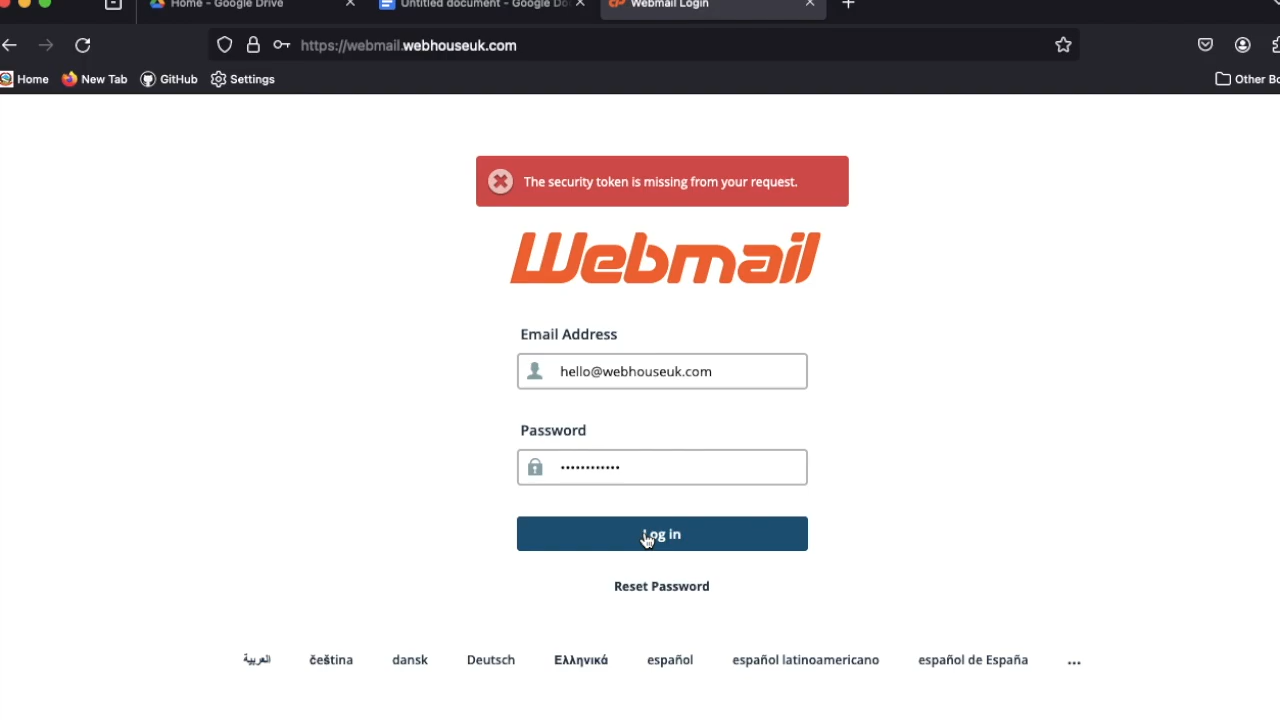 Home - Google Drive
Untitled document - Google Do
Webmail Login
https://webmail.webhouseuk.com
Home
New Tab
GitHub
Settings
Other Bo
The security token is missing from your request.
Webmail
Email Address
hello@webhouseuk.com
Password
••••••••••••
Log in
Reset Password
العربية čeština dansk Deutsch Ελληνικά español español latinoamericano español de España ...